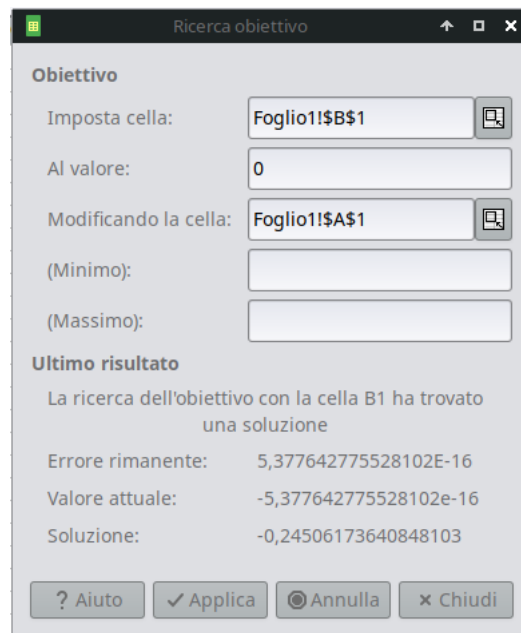 Ricerca obiettivo
Obiettivo
Imposta cella: Foglio1!$B$1
Al valore: 0
Modificando la cella: Foglio1!$A$1
(Minimo):
(Massimo):
Ultimo risultato
La ricerca dell'obiettivo con la cella B1 ha trovato
una soluzione
Errore rimanente: 5,377642775528102E-16
Valore attuale: -5,377642775528102e-16
Soluzione: -0,24506173640848103
? Aiuto Applica Annulla Chiudi